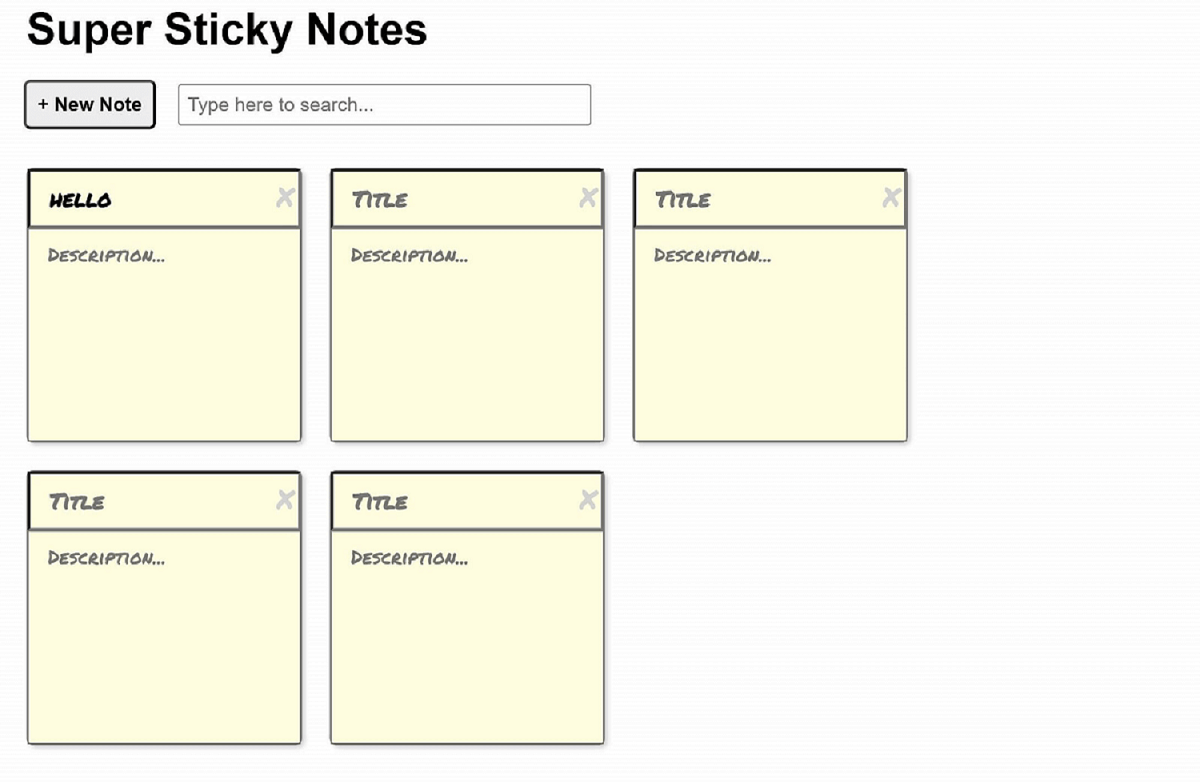 Super Sticky Notes
+ New Note
Type here to search...
HELLO
Title
Title
Description...
Description...
Description...
Title
Title
Description...
Description...